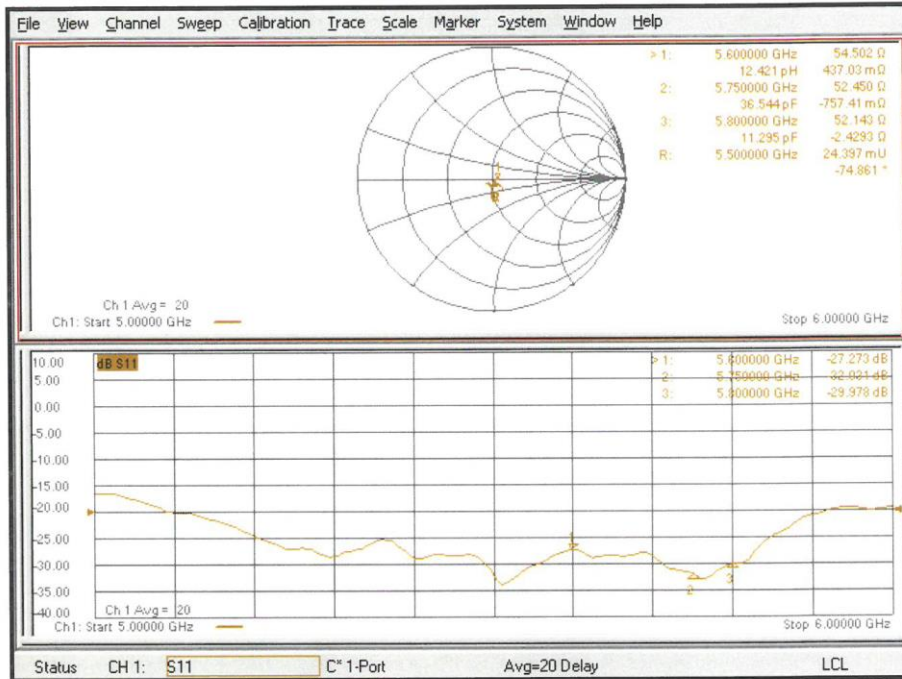 File View Channel Sweep Calibration Trace Scale Marker System Window Help
> 1: 5.600000 GHz 54.502 Ω
12.421 pH 437.03 mΩ
2: 5.750000 GHz 52.450 Ω
36.544 pF -757.41 mΩ
3: 5.800000 GHz 52.143 Ω
11.295 pF -2.4293 Ω
R: 5.500000 GHz 24.397 mU
-74.861 °
Ch 1 Avg = 20
Ch1: Start 5.00000 GHz
Stop 6.00000 GHz
dB S11
10.00
5.00
0.00
-5.00
-10.00
-15.00
-20.00
-25.00
-30.00
-35.00
-40.00
> 1: 5.600000 GHz -27.273 dB
2: 5.750000 GHz
3: 5.800000 GHz -29.978 dB
1
2
3
Ch 1 Avg = 20
Ch1: Start 5.00000 GHz
Stop 6.00000 GHz
Status CH 1: S11 C* 1-Port Avg=20 Delay LCL